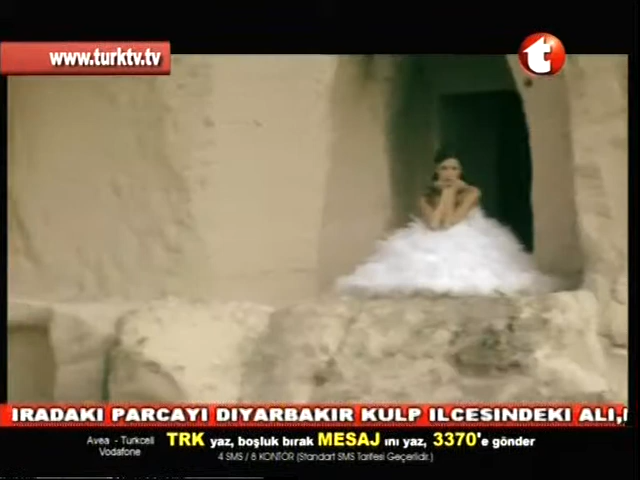 www.turktv.tv
t
IRADAKI PARCAYI DIYARBAKIR KULP ILCESINDEKI ALI,
Avea - Turkcell
Vodafone
TRK yaz, boşluk bırak MESAJ ını yaz, 3370'e gönder
4 SMS / 8 KONTÖR (Standart SMS Tarifesi Geçerlidir.)